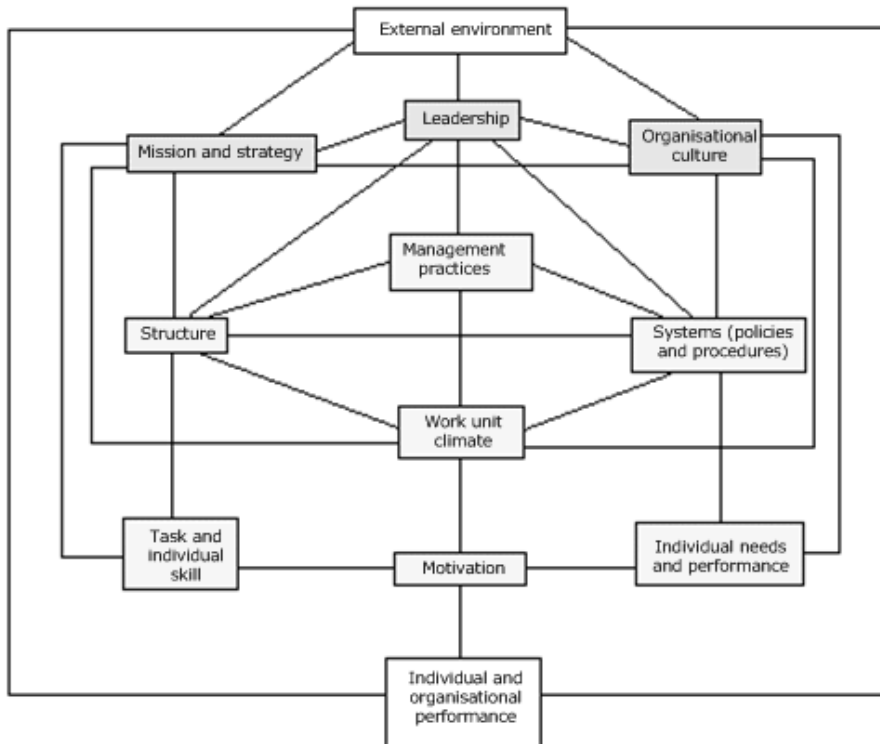 External environment
Leadership
Mission and strategy
Organisational
culture
Management
practices
Structure
Systems (policies
and procedures)
Work unit
climate
Task and
individual
skill
Motivation
Individual needs
and performance
Individual and
organisational
performance